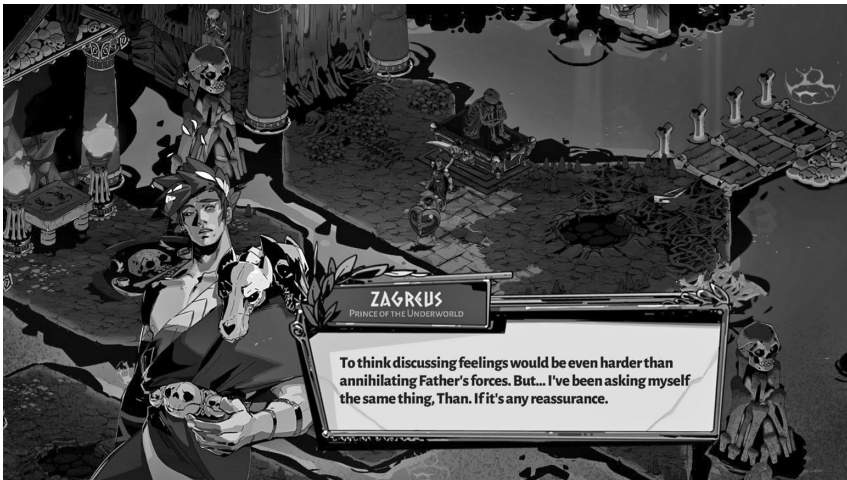 ZAGREUS
PRINCE OF THE UNDERWORLD
To think discussing feelings would be even harder than
annihilating Father's forces. But... I've been asking myself
the same thing, Than. If it's any reassurance.